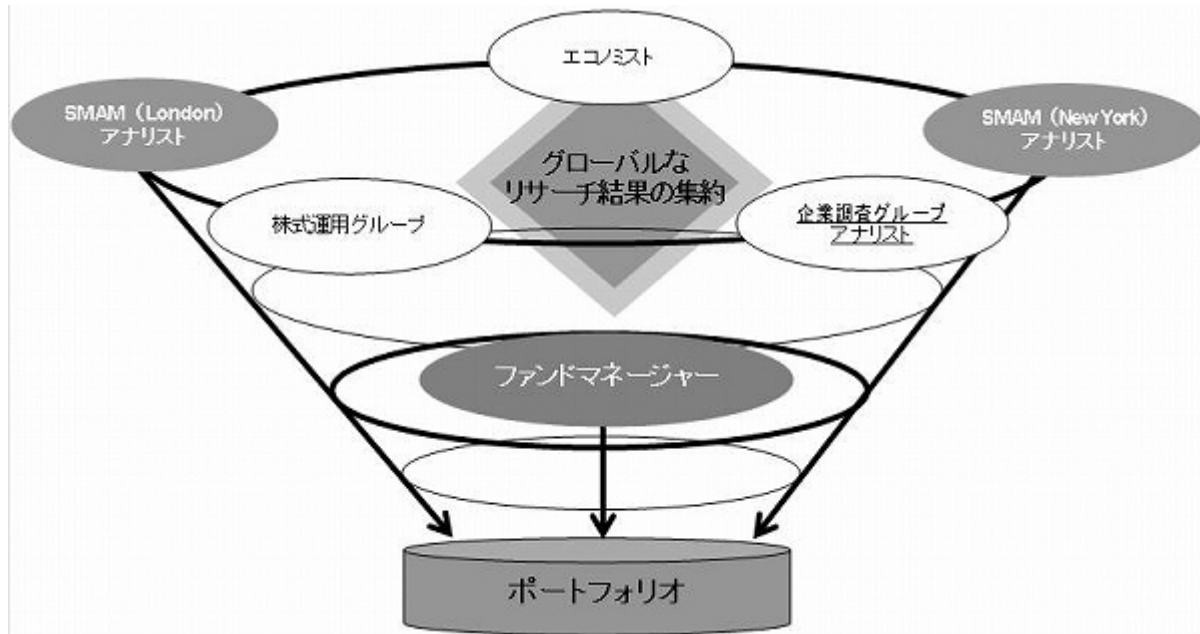 エコノミスト
SMAM（London）
アナリスト
SMAM（New York）
アナリスト
グローバルな
リサーチ結果の集約
株式運用グループ
企業調査グループ
アナリスト
ファンドマネージャー
ポートフォリオ